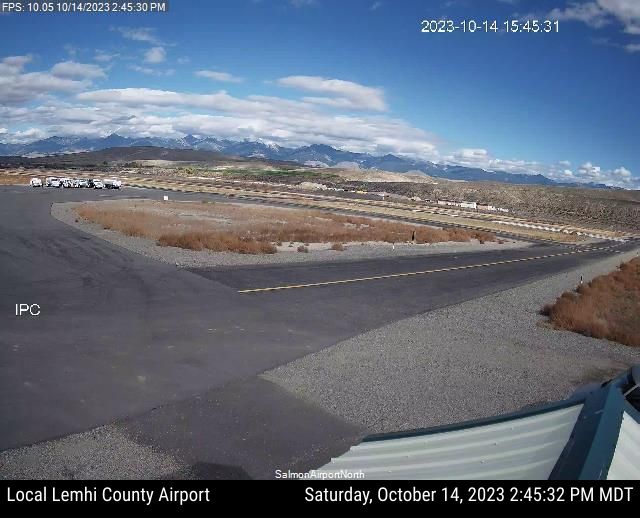 FPS: 10.05 10/14/2023 2:45:30 PM
2023-10-14 15:45:31
IPC
SalmonAirportNorth
Local Lemhi County Airport
Saturday, October 14, 2023 2:45:32 PM MDT